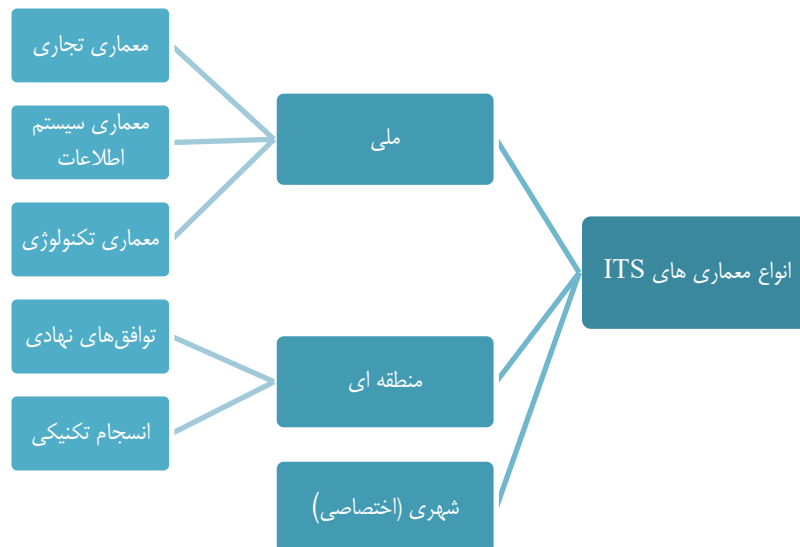 انواع معماری های ITS
ملی
معماری تجاری
معماری سیستم
اطلاعات
معماری تکنولوژی
منطقه ای
توافق‌های نهادی
انسجام تکنیکی
شهری (اختصاصی)